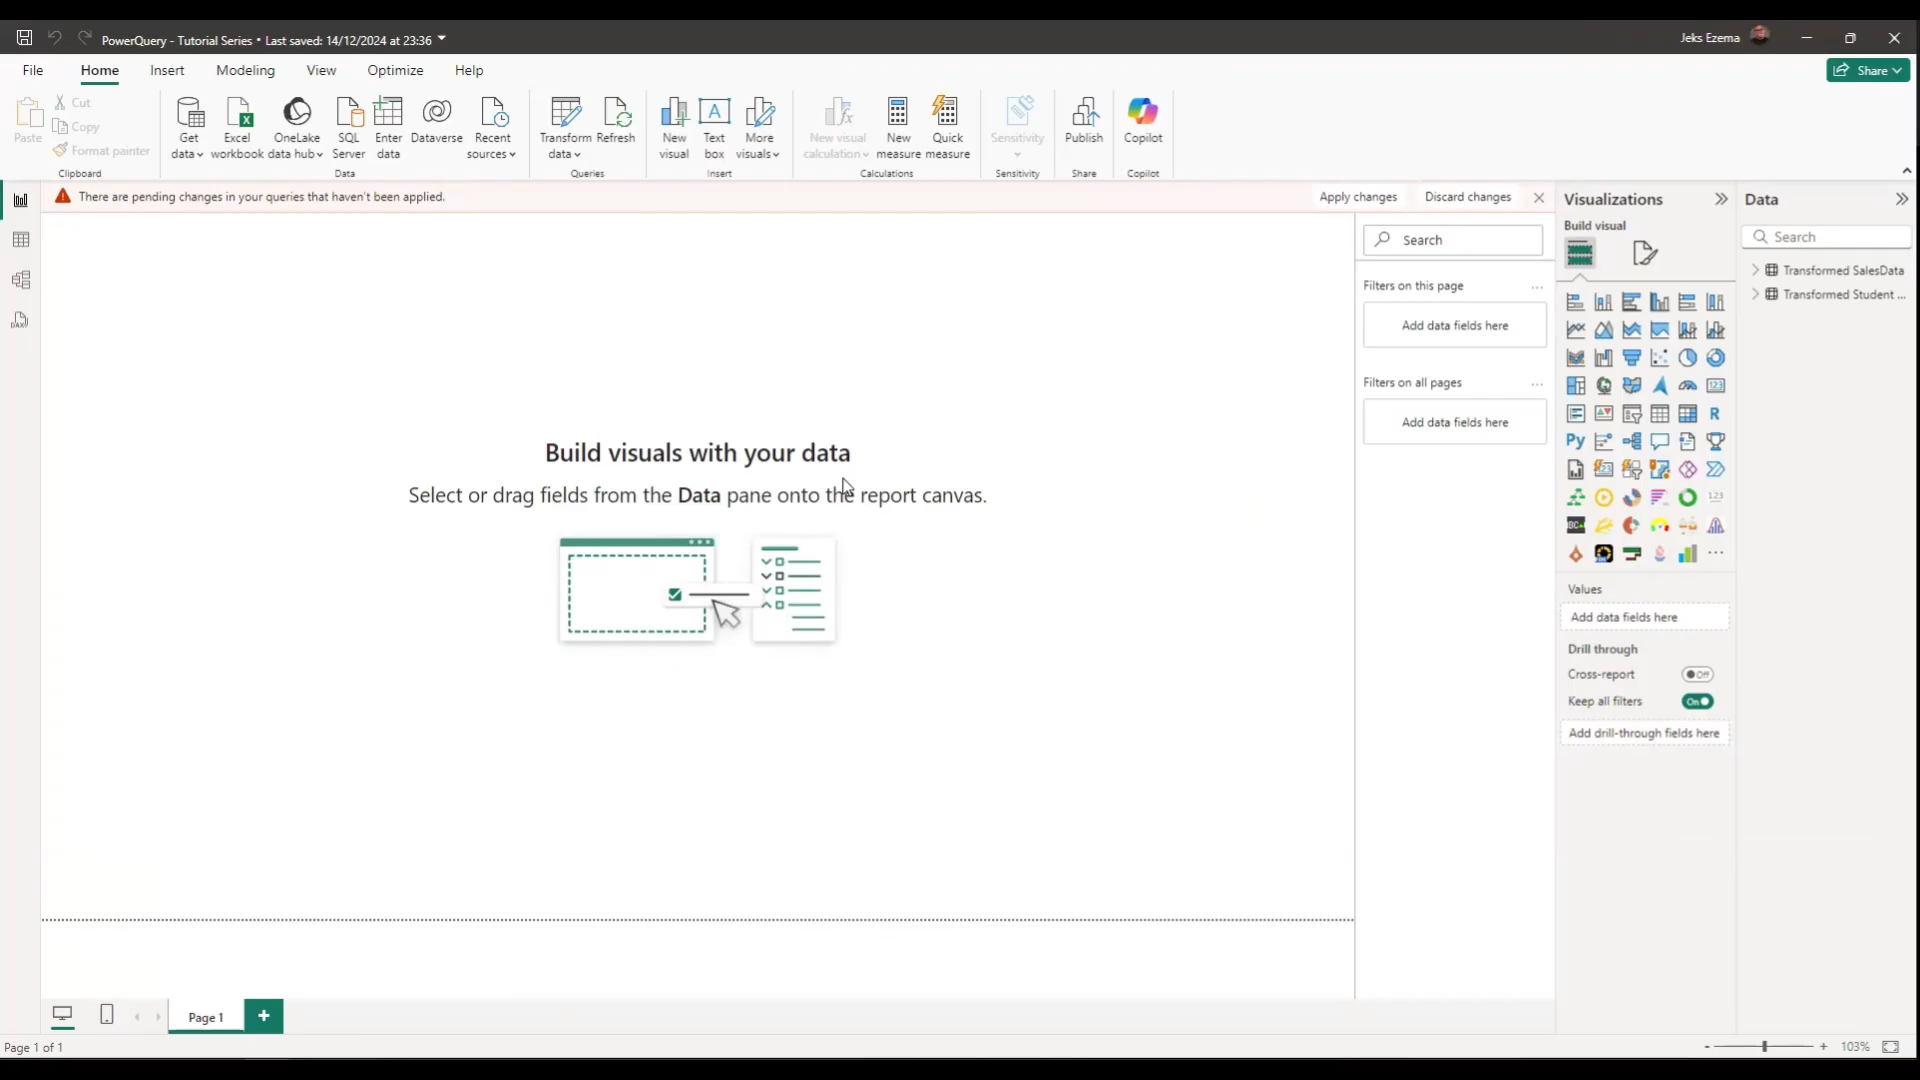 PowerQuery - Tutorial Series • Last saved: 14/12/2024 at 23:36
Jeks Ezema
File Home Insert Modeling View Optimize Help
Share
Paste
Cut
Copy
Format painter
Clipboard
Get data
Excel workbook
OneLake data hub
SQL Server
Enter data
Dataverse
Recent sources
Data
Transform data
Refresh
Queries
New visual
Text box
More visuals
Insert
New visual calculation
New measure
Quick measure
Calculations
Sensitivity
Sensitivity
Publish
Share
Copilot
Copilot
There are pending changes in your queries that haven't been applied.
Apply changes
Discard changes
Build visuals with your data
Select or drag fields from the Data pane onto the report canvas.
Search
Filters on this page
Add data fields here
Filters on all pages
Add data fields here
Visualizations
Build visual
R
Py
123
Values
Add data fields here
Drill through
Cross-report
Off
Keep all filters
On
Add drill-through fields here
Data
Search
Transformed SalesData
Transformed Student ...
Page 1
Page 1 of 1
103%